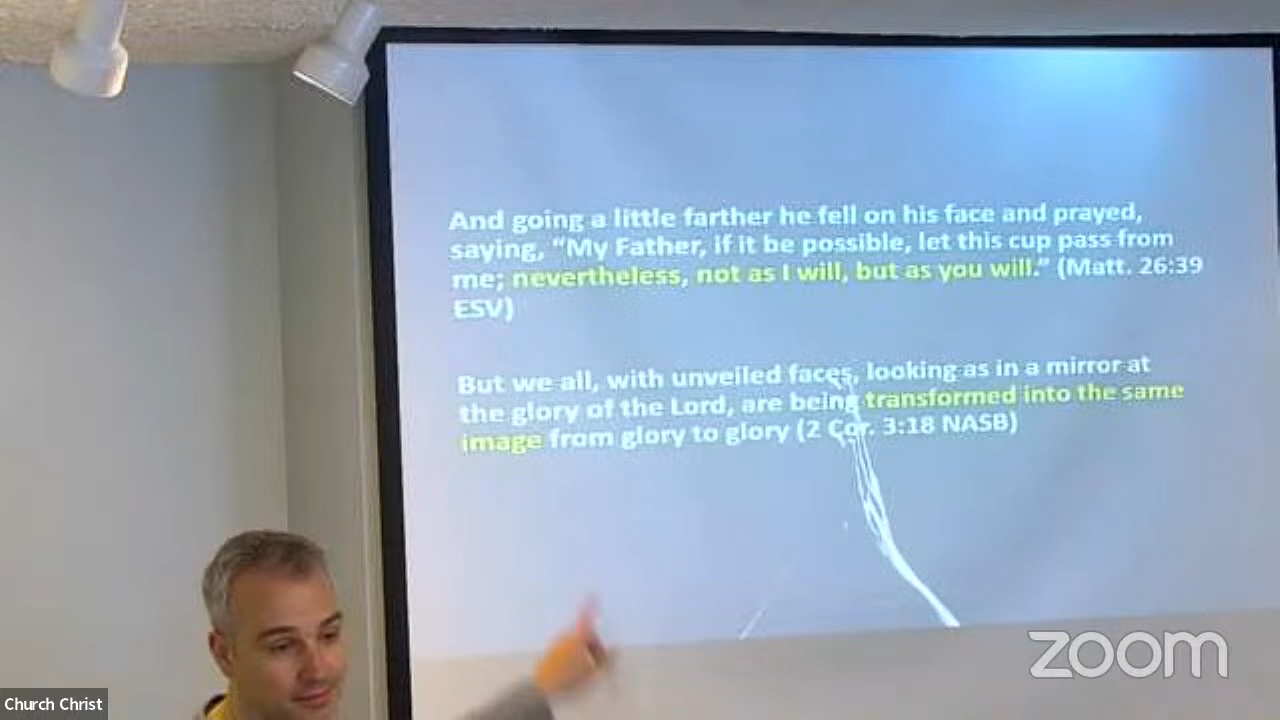 And going a little farther he fell on his face and prayed,
saying, “My Father, if it be possible, let this cup pass from
me; nevertheless, not as I will, but as you will.” (Matt. 26:39
ESV)
But we all, with unveiled faces, looking as in a mirror at
the glory of the Lord, are being transformed into the same
image from glory to glory (2 Cor. 3:18 NASB)
zoom
Church Christ